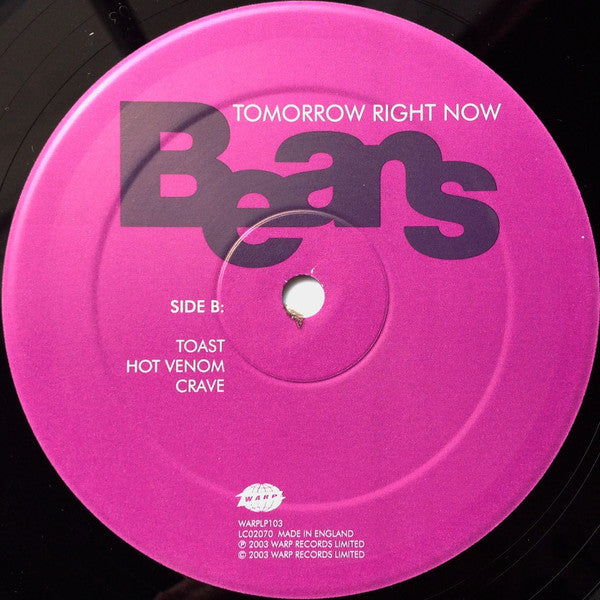 TOMORROW RIGHT NOW
Beans
SIDE B:
TOAST
HOT VENOM
CRAVE
WARP
WARPLP103
LC02070 MADE IN ENGLAND
℗ 2003 WARP RECORDS LIMITED
© 2003 WARP RECORDS LIMITED